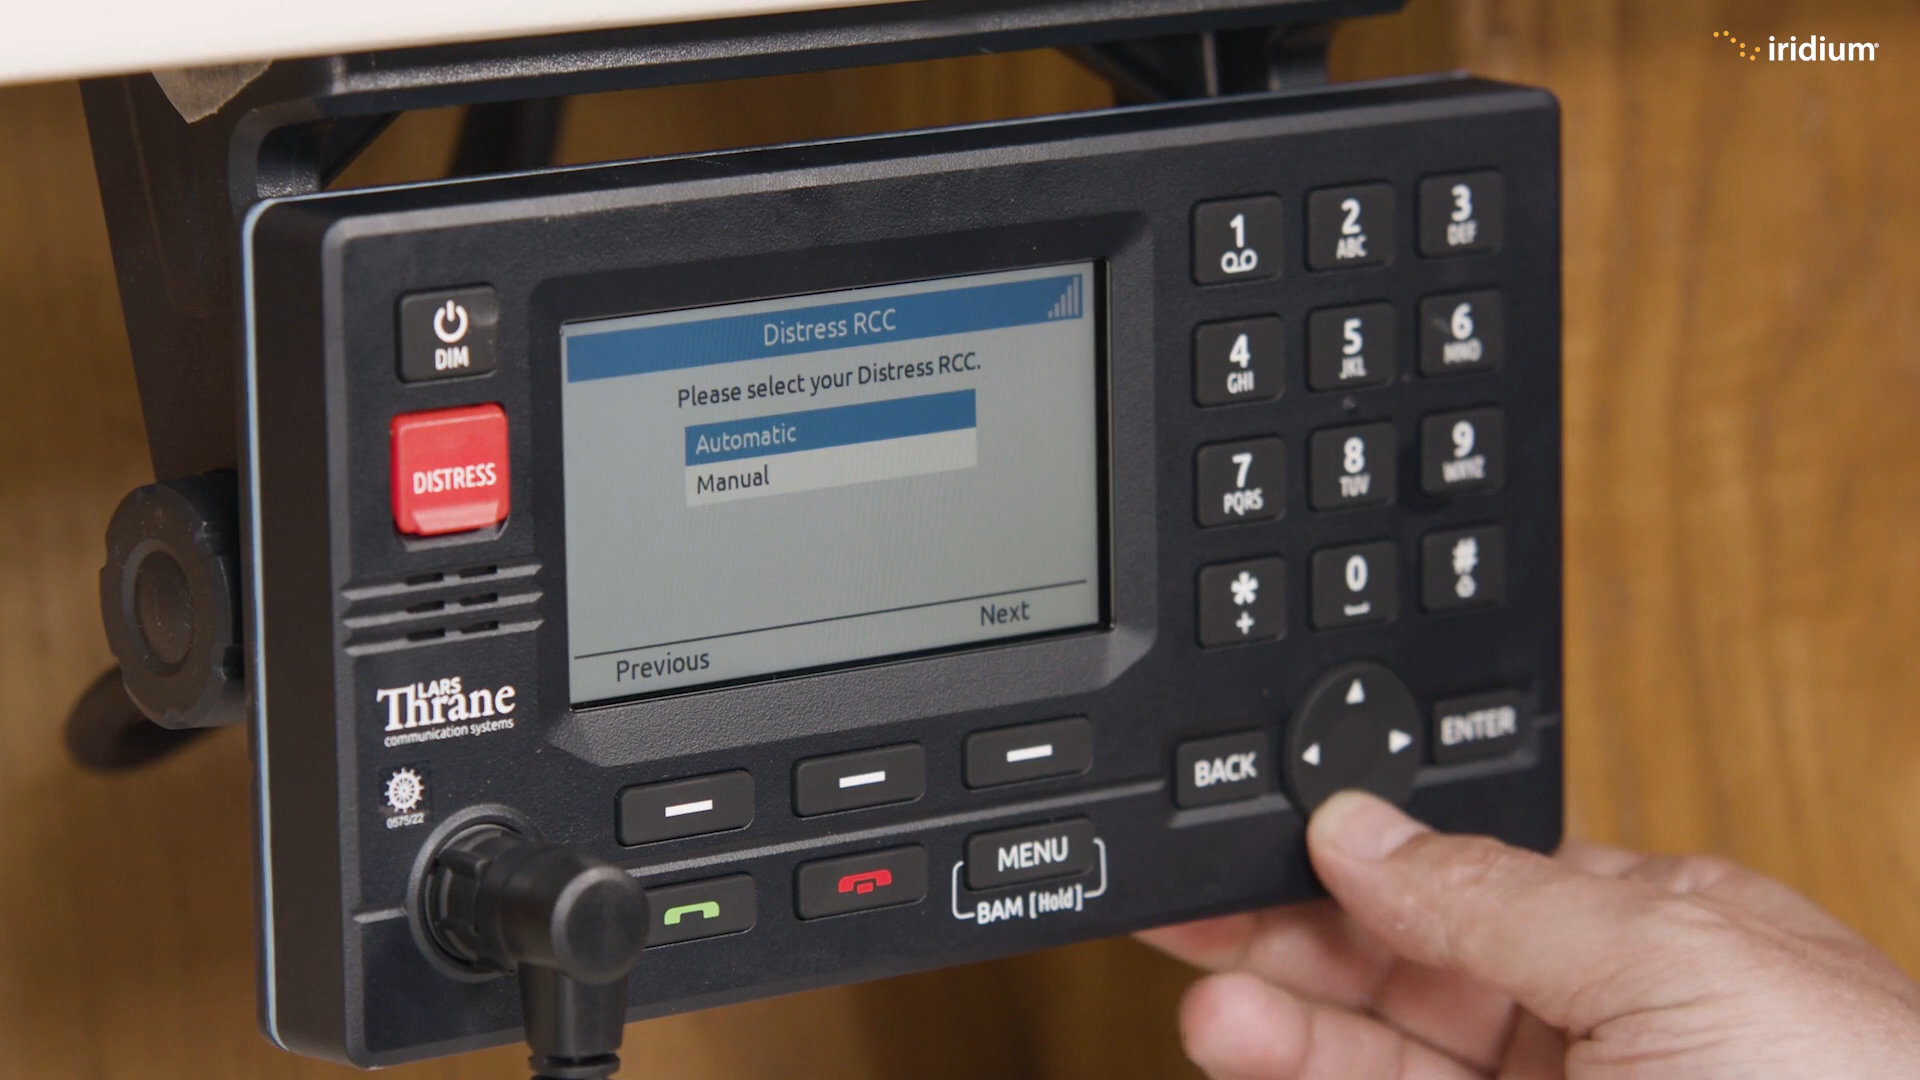 iridium
DIM
DISTRESS
LARS
Thrane
communication systems
0575/22
Distress RCC
Please select your Distress RCC.
Automatic
Manual
Previous
Next
1
2
ABC
3
DEF
4
GHI
5
JKL
6
MNO
7
PQRS
8
TUV
9
WXYZ
*
+
0
#
BACK
ENTER
MENU
BAM [Hold]